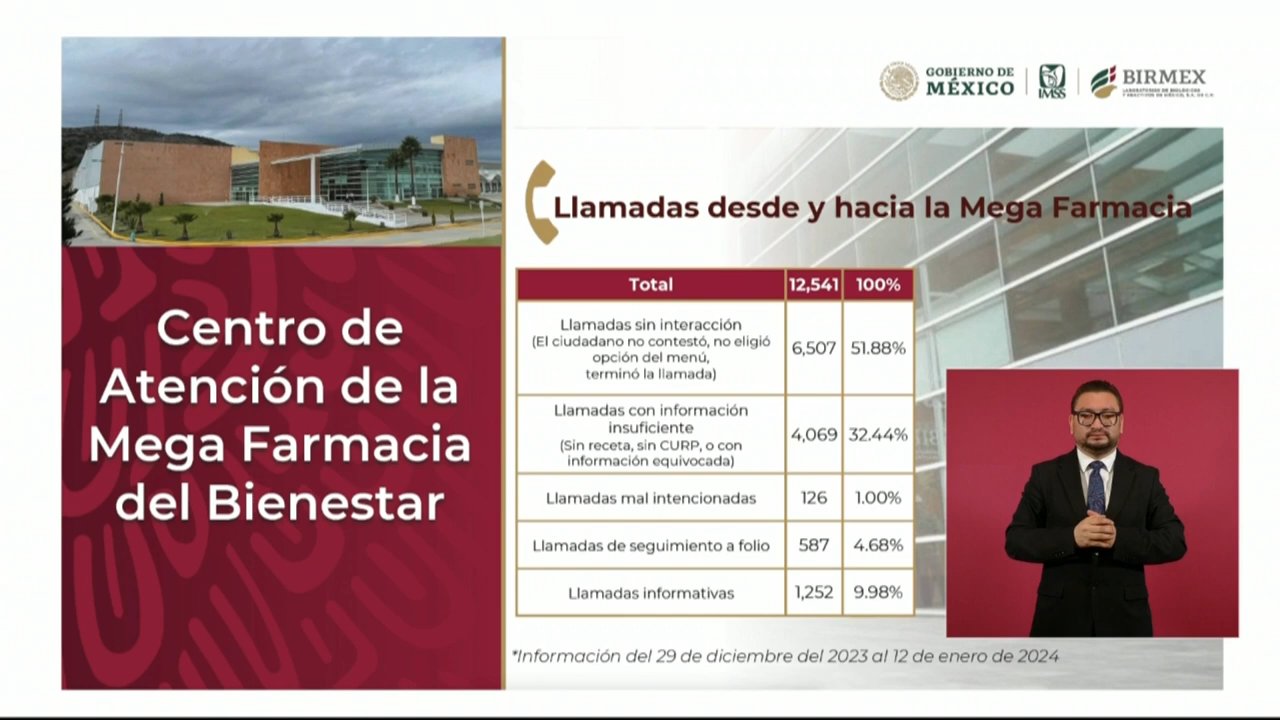 GOBIERNO DE
MÉXICO
IMSS
BIRMEX
Llamadas desde y hacia la Mega Farmacia
Centro de
Atención de la
Mega Farmacia
del Bienestar
Total 12,541 100%
Llamadas sin interacción
(El ciudadano no contestó, no eligió
opción del menú,
terminó la llamada)
6,507 51.88%
Llamadas con información
insuficiente
(Sin receta, sin CURP, o con
información equivocada)
4,069 32.44%
Llamadas mal intencionadas 126 1.00%
Llamadas de seguimiento a folio 587 4.68%
Llamadas informativas 1,252 9.98%
*Información del 29 de diciembre del 2023 al 12 de enero de 2024